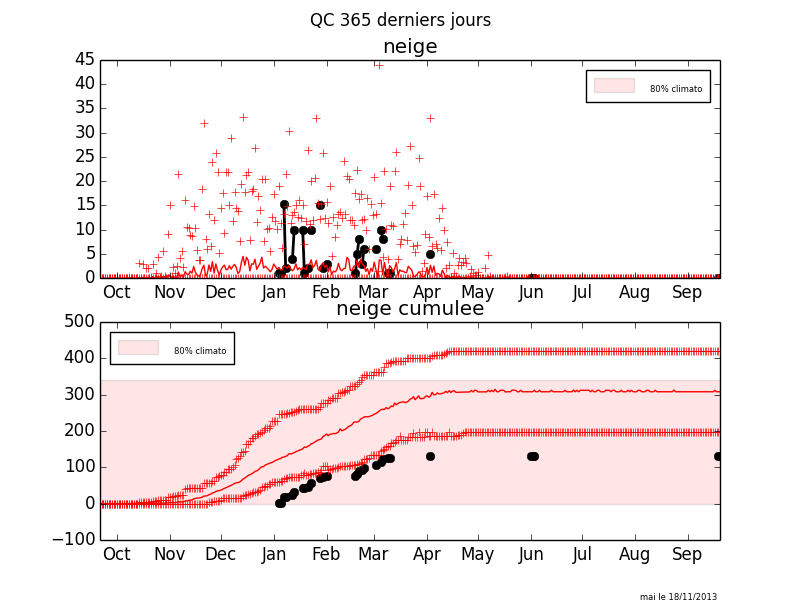 QC 365 derniers jours
neige
45
40
35
30
25
20
15
10
5
0
80% climato
Oct Nov Dec Jan Feb Mar Apr May Jun Jul Aug Sep
neige cumulee
500
400
300
200
100
0
−100
80% climato
Oct Nov Dec Jan Feb Mar Apr May Jun Jul Aug Sep
mai le 18/11/2013